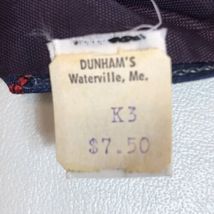 DUNHAM'S
Waterville, Me.
K3
$7.50